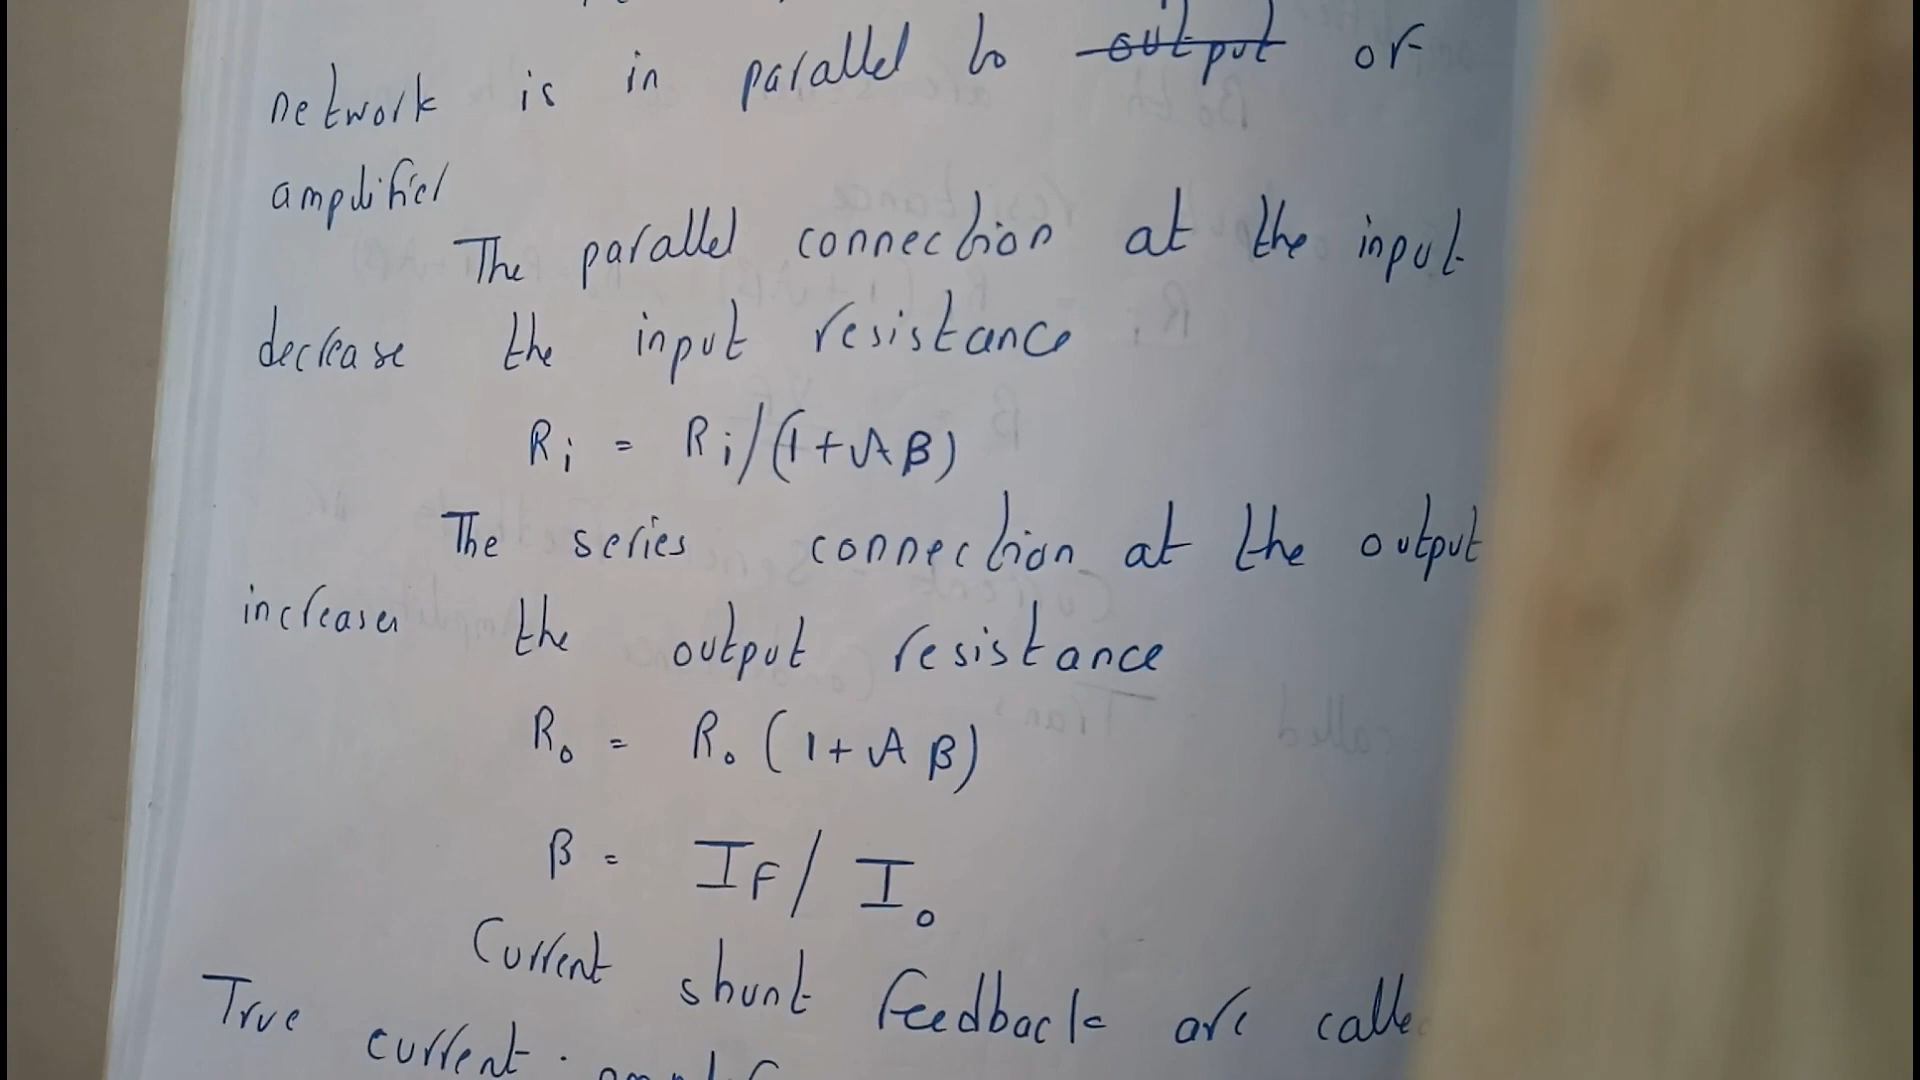 network is in parallel to output of
amplifier
The parallel connection at the input
decrease the input resistance
Ri = Ri/(1+Aβ)
The series connection at the output
increases the output resistance
Ro = Ro (1+Aβ)
β = IF/Io
Current shunt feedback are calle
True current